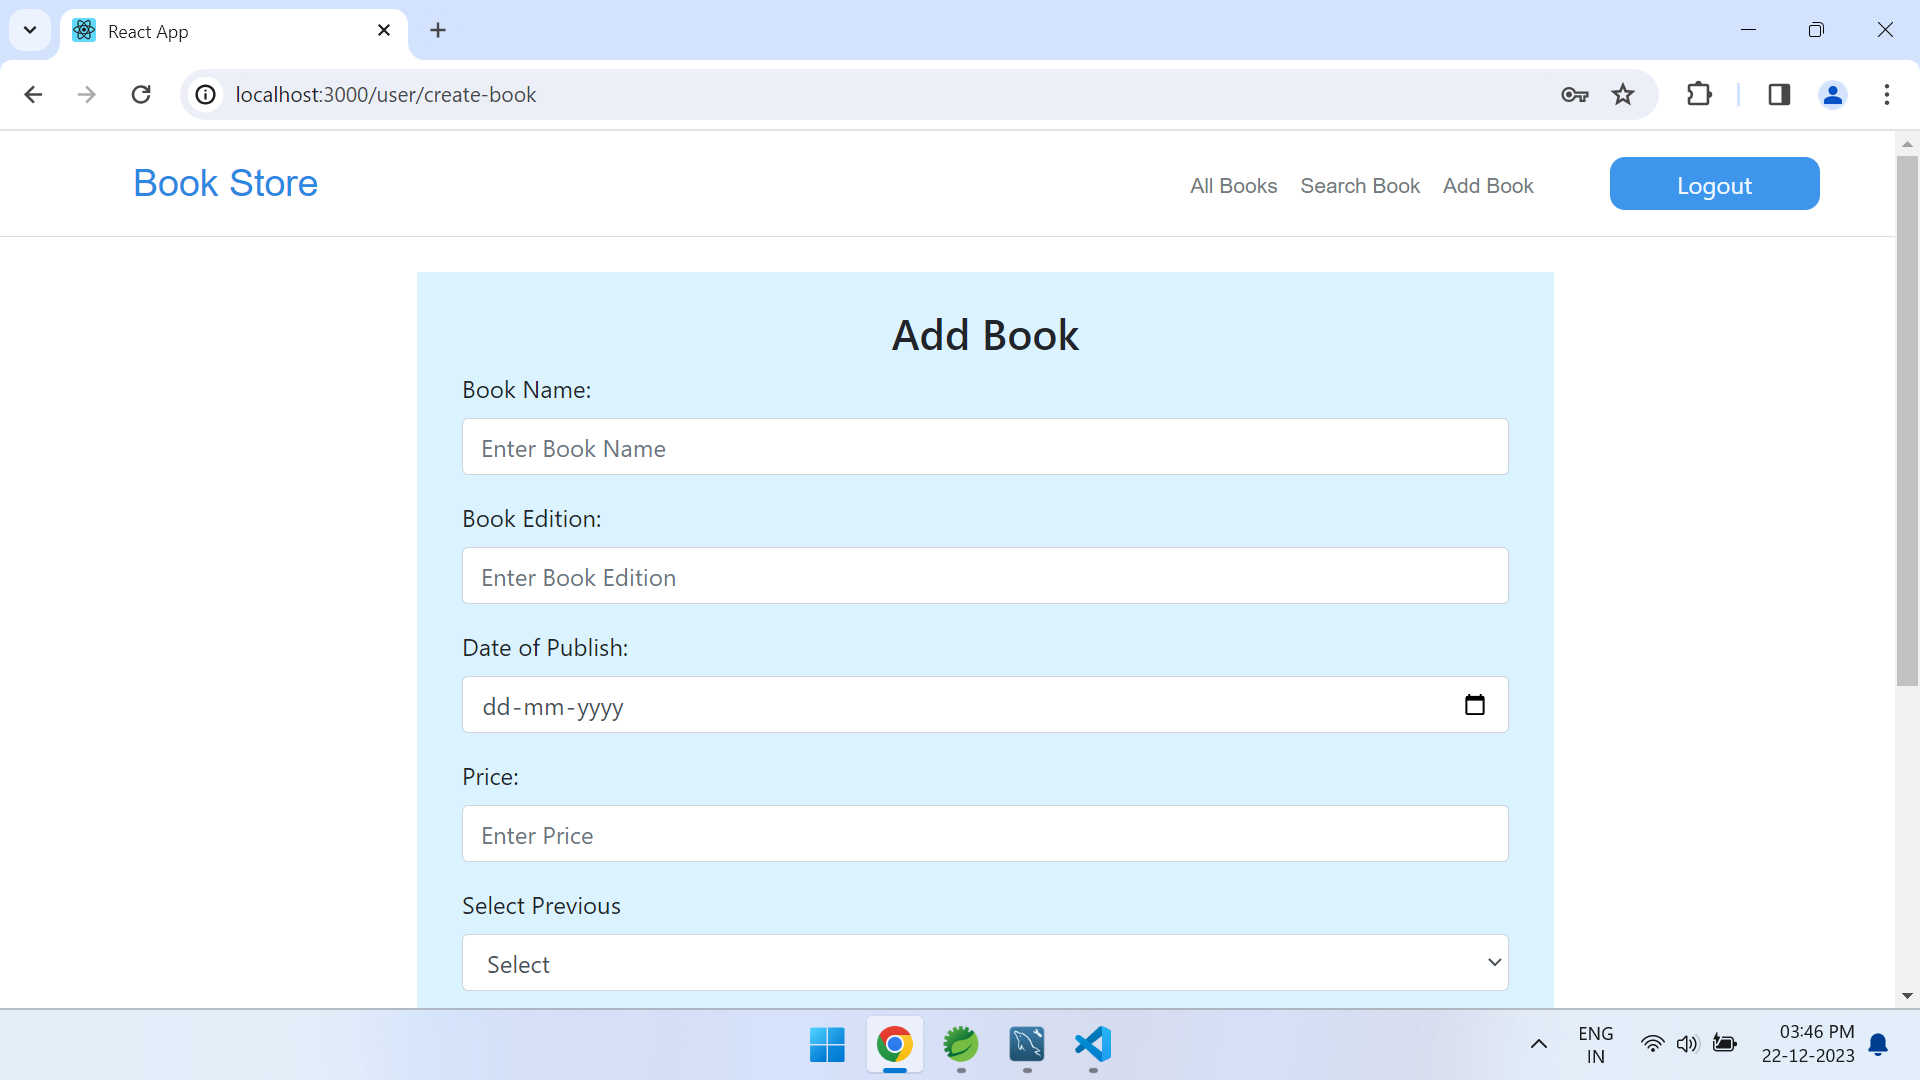 React App
localhost:3000/user/create-book
Book Store
All Books Search Book Add Book Logout
Add Book
Book Name:
Enter Book Name
Book Edition:
Enter Book Edition
Date of Publish:
dd-mm-yyyy
Price:
Enter Price
Select Previous
Select
ENG
IN
03:46 PM
22-12-2023